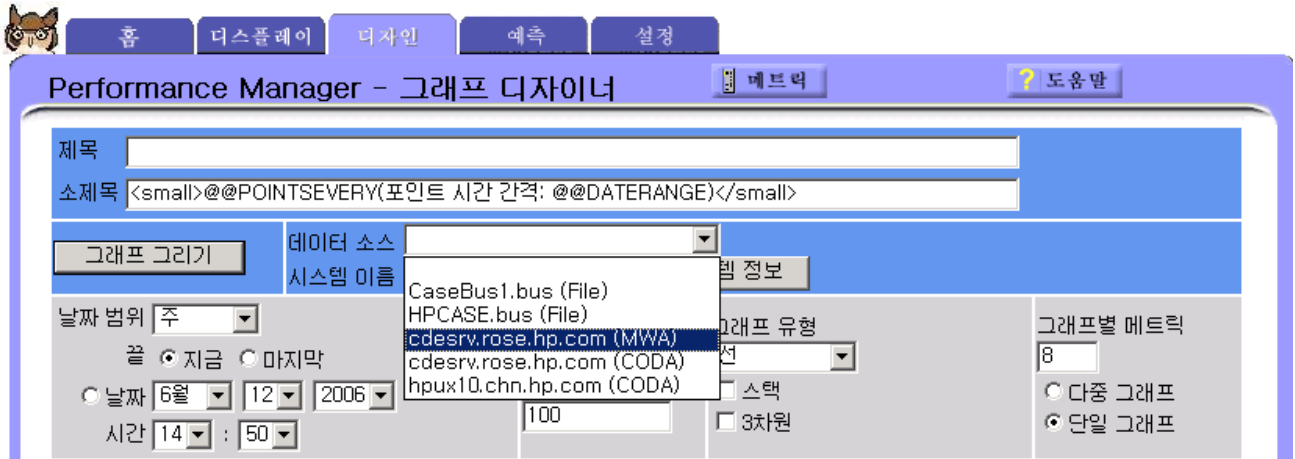 홈 디스플레이 디자인 예측 설정
Performance Manager - 그래프 디자이너 메트릭 ? 도움말
제목
소제목 <small>@@POINTSEVERY(포인트 시간 간격: @@DATERANGE)</small>
그래프 그리기 데이터 소스
시스템 이름 템 정보
CaseBus1.bus (File)
HPCASE.bus (File)
cdesrv.rose.hp.com (MWA)
cdesrv.rose.hp.com (CODA)
hpux10.chn.hp.com (CODA)
날짜 범위 주 그래프 유형 그래프별 메트릭
끝 지금 마지막 선 8
날짜 6월 12 2006 스택 다중 그래프
100
시간 14 : 50 3차원 단일 그래프